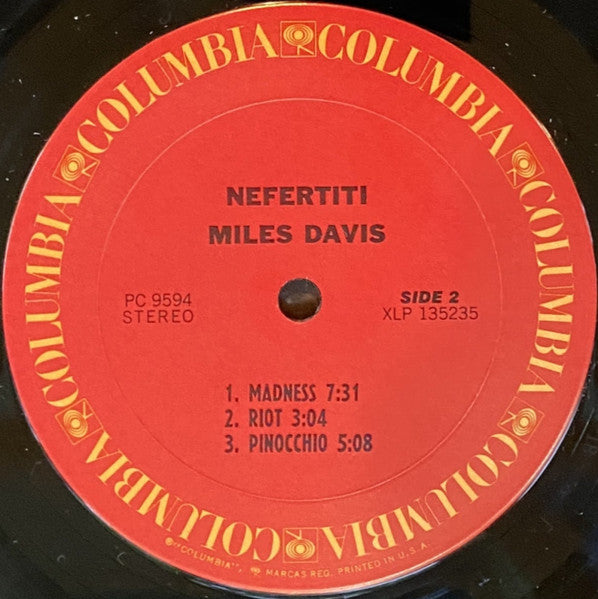 COLUMBIA COLUMBIA COLUMBIA COLUMBIA COLUMBIA COLUMBIA
NEFERTITI
MILES DAVIS
PC 9594
STEREO
SIDE 2
XLP 135235
1. MADNESS 7:31
2. RIOT 3:04
3. PINOCCHIO 5:08
℗"COLUMBIA", MARCAS REG. PRINTED IN U.S.A.